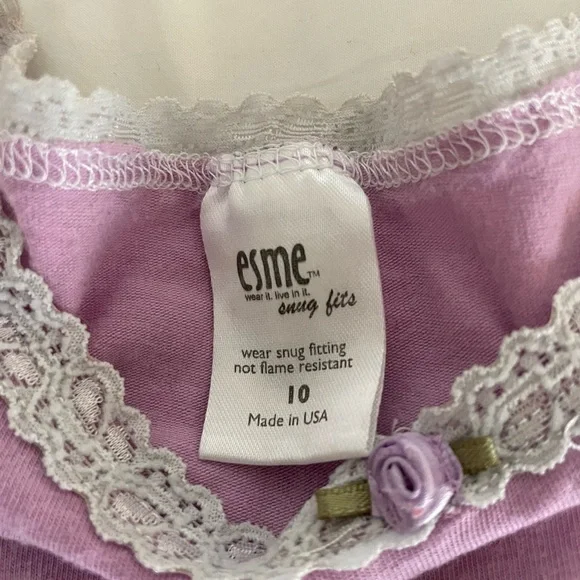 esme™
wear it. live in it.
snug fits
wear snug fitting
not flame resistant
10
Made in USA